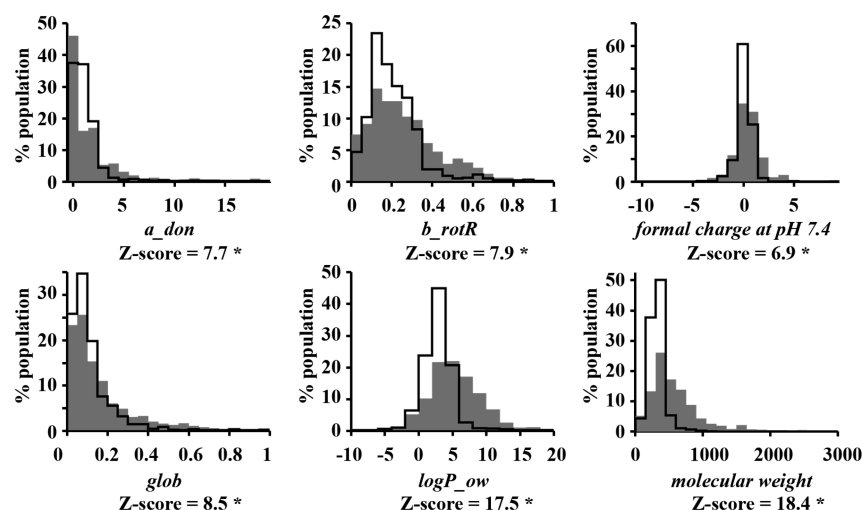 % population
50
40
30
20
10
0
0 5 10 15
a_don
Z-score = 7.7 *
% population
25
20
15
10
5
0
0 0.2 0.4 0.6 0.8 1
b_rotR
Z-score = 7.9 *
% population
60
40
20
0
-10 -5 0 5
formal charge at pH 7.4
Z-score = 6.9 *
% population
30
20
10
0
0 0.2 0.4 0.6 0.8 1
glob
Z-score = 8.5 *
% population
50
40
30
20
10
0
-10 -5 0 5 10 15 20
logP_ow
Z-score = 17.5 *
% population
50
40
30
20
10
0
0 1000 2000 3000
molecular weight
Z-score = 18.4 *